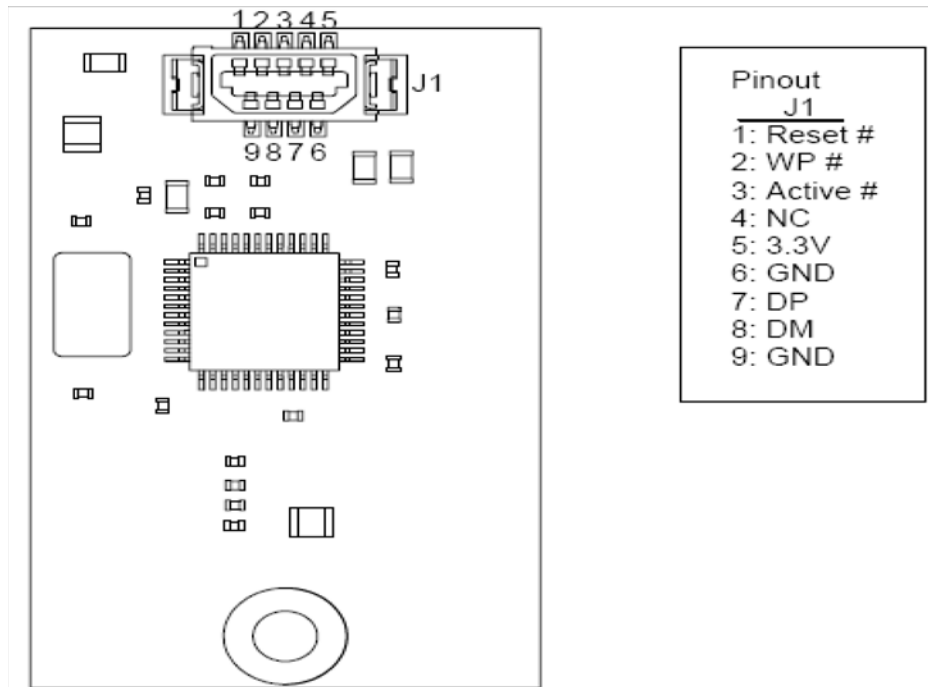 12345
J1
9876
Pinout
J1
1: Reset #
2: WP #
3: Active #
4: NC
5: 3.3V
6: GND
7: DP
8: DM
9: GND